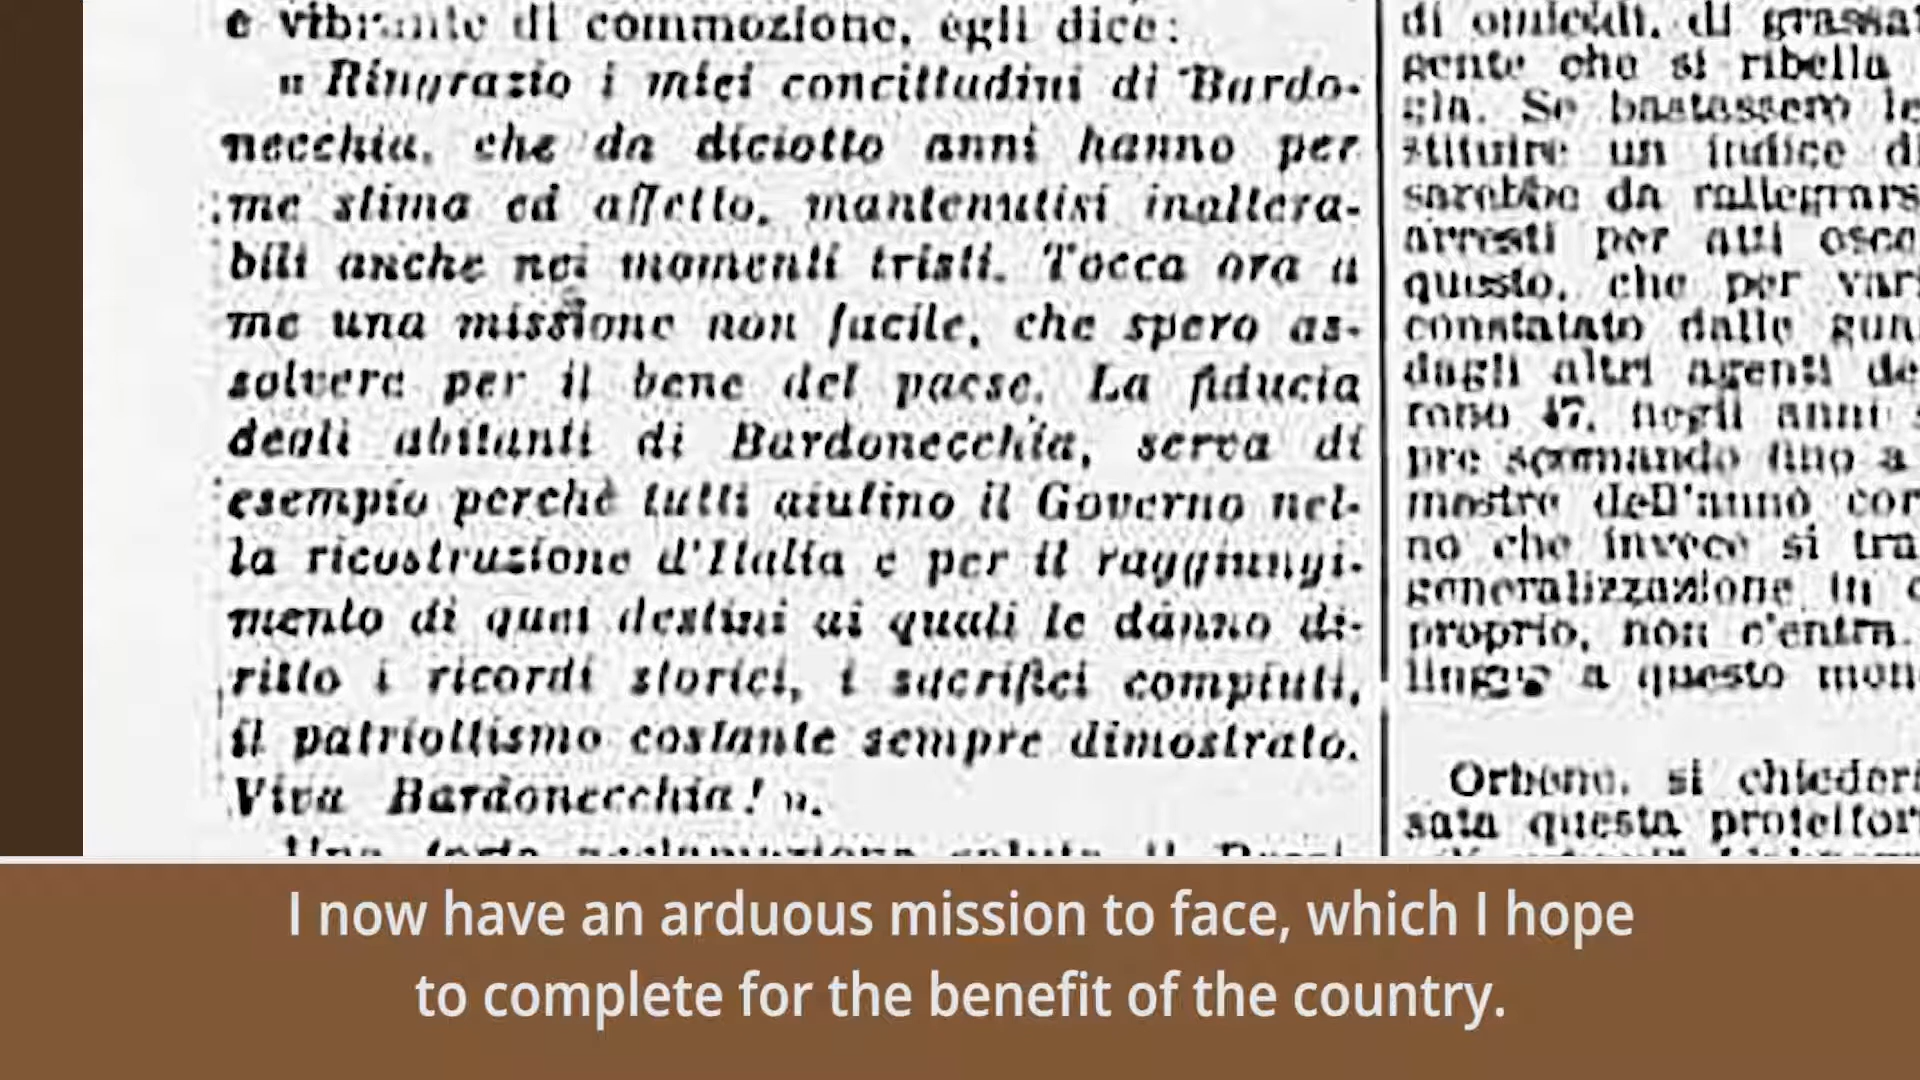 e vibrante di commozione, egli dice:
« Ringrazio i miei concittadini di Bardo-
necchia, che da diciotto anni hanno per
me stima ed affetto, mantenutisi inaltera-
bili anche nei momenti tristi. Tocca ora a
me una missione non facile, che spero as-
solvere per il bene del paese. La fiducia
degli abitanti di Bardonecchia, serva di
esempio perchè tutti aiutino il Governo nel-
la ricostruzione d'Italia e per il raggiungi-
mento di quei destini ai quali le dànno di-
ritto i ricordi storici, i sacrifici compiuti,
il patriottismo costante sempre dimostrato.
Viva Bardonecchia! ».
di omicidi, di grassa
gente che si ribella
gia. Se bastassero le
stituire un indice di
sarebbe da rallegrars
arresti per atti osce
questo, che per vari
constatato dalle gua
dagli altri agenti de
rono 47, negli anni s
pre scemando fino a
mestre dell'anno cor
no che invece si tra
generalizzazione in
proprio, non c'entra.
a questo mon
Orbene, si chieder
sata questa protettor
I now have an arduous mission to face, which I hope
to complete for the benefit of the country.